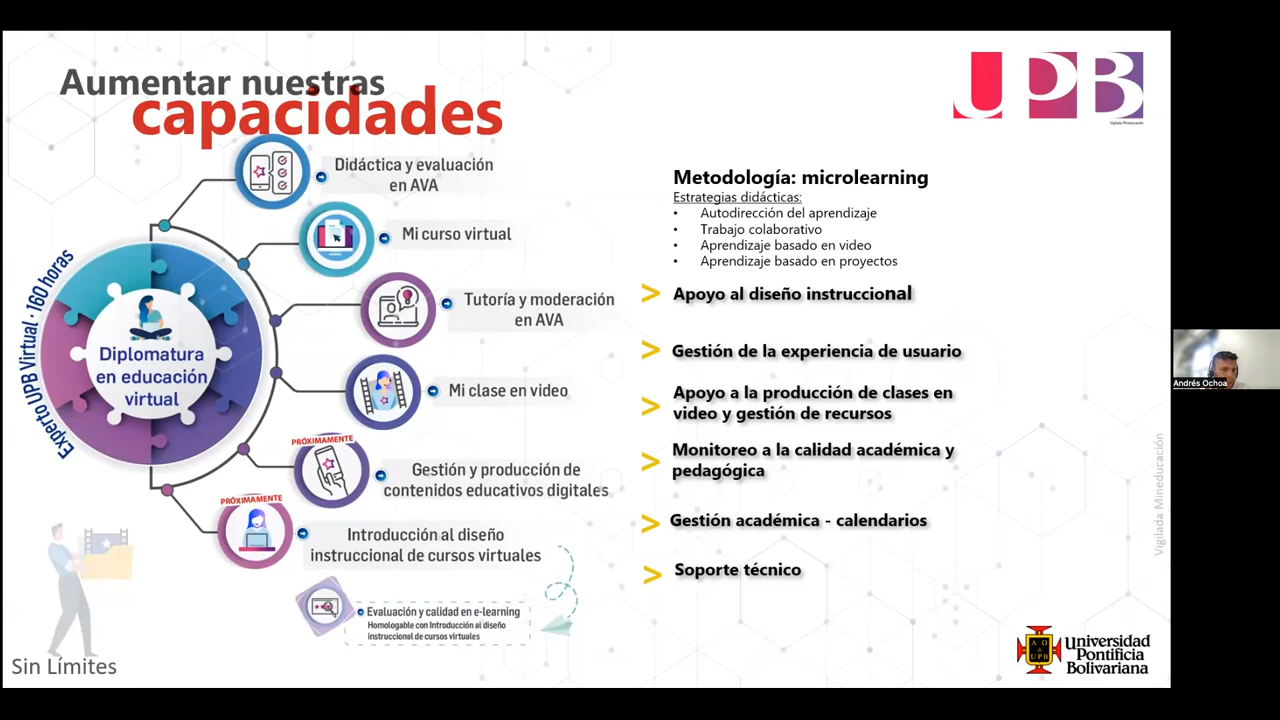 Aumentar nuestras
capacidades
Didáctica y evaluación
en AVA
Mi curso virtual
Tutoría y moderación
en AVA
Mi clase en video
PRÓXIMAMENTE
Gestión y producción de
contenidos educativos digitales
PRÓXIMAMENTE
Introducción al diseño
instruccional de cursos virtuales
Evaluación y calidad en e-learning
Homologable con Introducción al diseño
instruccional de cursos virtuales
Experto UPB Virtual · 160 horas
Diplomatura
en educación
virtual
Sin Límites
UPB
Vigilada Mineducación
Metodología: microlearning
Estrategias didácticas:
• Autodirección del aprendizaje
• Trabajo colaborativo
• Aprendizaje basado en video
• Aprendizaje basado en proyectos
> Apoyo al diseño instruccional
> Gestión de la experiencia de usuario
> Apoyo a la producción de clases en
video y gestión de recursos
> Monitoreo a la calidad académica y
pedagógica
> Gestión académica - calendarios
> Soporte técnico
Vigilada Mineducación
Α Ω
UPB
Universidad
Pontificia
Bolivariana
Andrés Ochoa